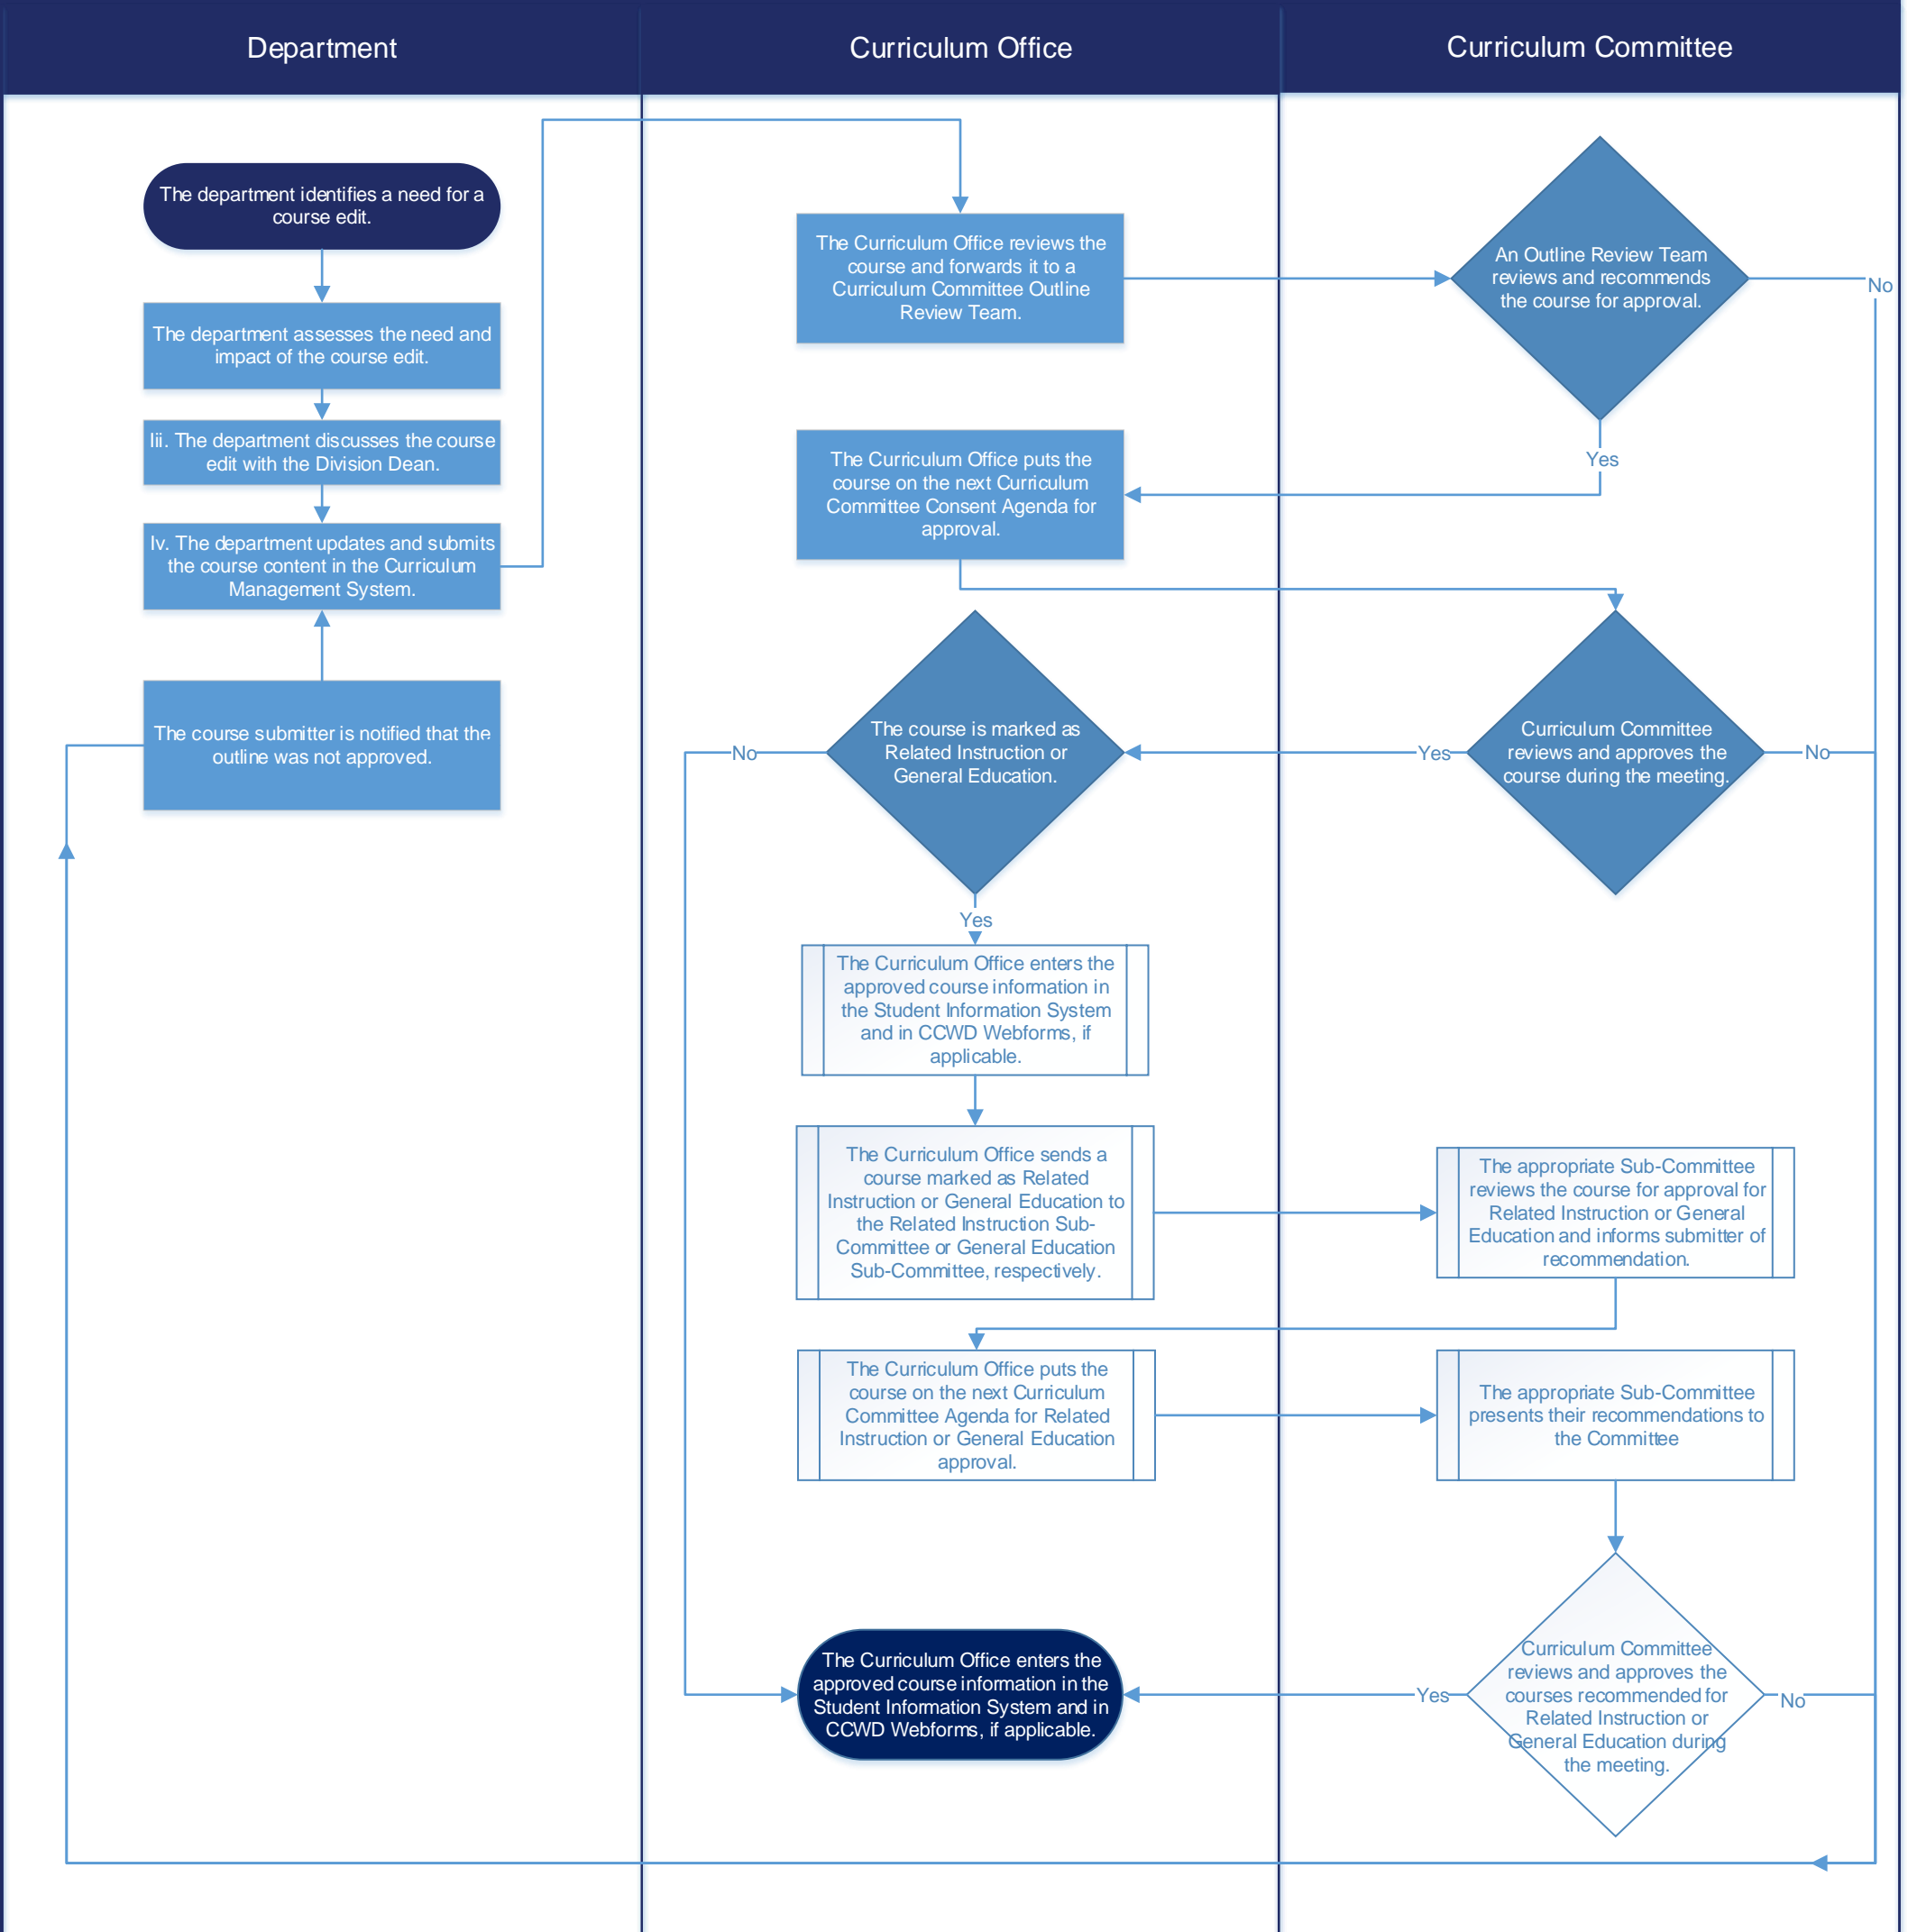 Department
Curriculum Office
Curriculum Committee
The department identifies a need for a
course edit.
The department assesses the need and
impact of the course edit.
Iii. The department discusses the course
edit with the Division Dean.
Iv. The department updates and submits
the course content in the Curriculum
Management System.
The course submitter is notified that the
outline was not approved.
The Curriculum Office reviews the
course and forwards it to a
Curriculum Committee Outline
Review Team.
An Outline Review Team
reviews and recommends
the course for approval.
No
Yes
The Curriculum Office puts the
course on the next Curriculum
Committee Consent Agenda for
approval.
Curriculum Committee
reviews and approves the
course during the meeting.
No
Yes
The course is marked as
Related Instruction or
General Education.
No
Yes
The Curriculum Office enters the
approved course information in
the Student Information System
and in CCWD Webforms, if
applicable.
The Curriculum Office sends a
course marked as Related
Instruction or General Education to
the Related Instruction Sub-
Committee or General Education
Sub-Committee, respectively.
The appropriate Sub-Committee
reviews the course for approval for
Related Instruction or General
Education and informs submitter of
recommendation.
The Curriculum Office puts the
course on the next Curriculum
Committee Agenda for Related
Instruction or General Education
approval.
The appropriate Sub-Committee
presents their recommendations to
the Committee
Curriculum Committee
reviews and approves the
courses recommended for
Related Instruction or
General Education during
the meeting.
No
Yes
The Curriculum Office enters the
approved course information in the
Student Information System and in
CCWD Webforms, if applicable.